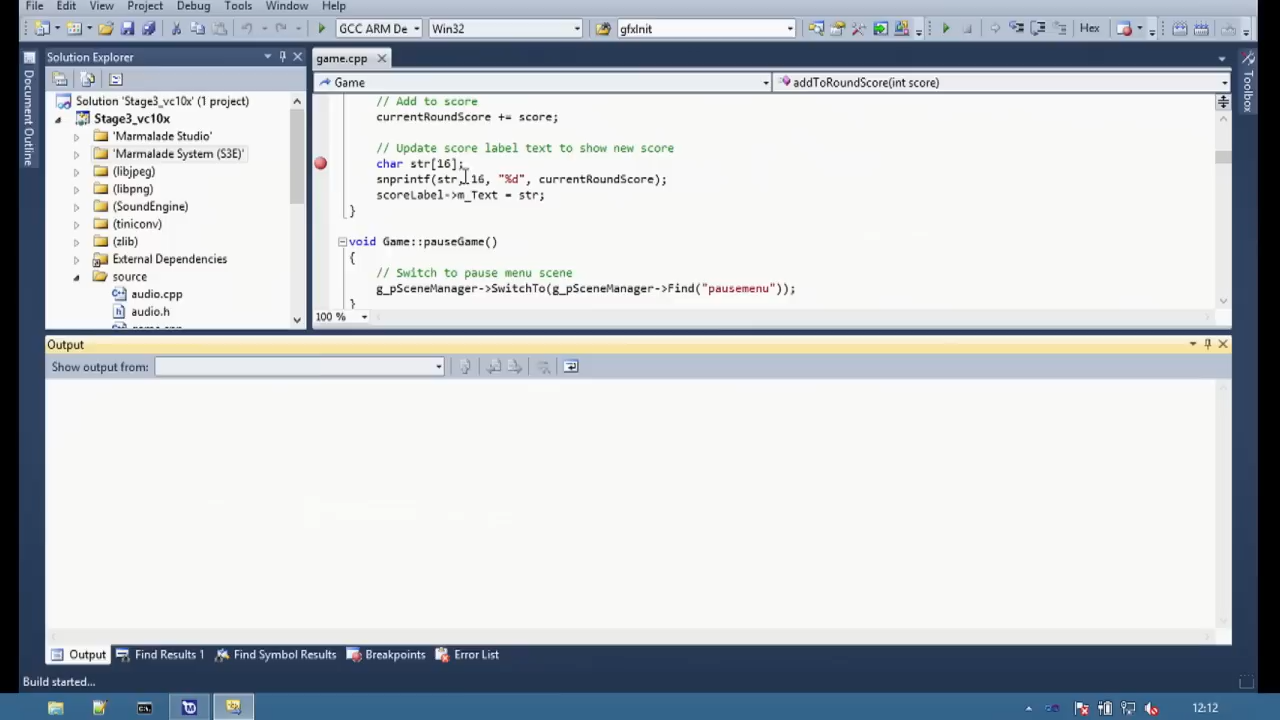 File Edit View Project Debug Tools Window Help
GCC ARM De Win32 gfxInit Hex
Solution Explorer
game.cpp
Document Outline
Toolbox
Game addToRoundScore(int score)
Solution 'Stage3_vc10x' (1 project)
Stage3_vc10x
'Marmalade Studio'
'Marmalade System (S3E)'
(libjpeg)
(libpng)
(SoundEngine)
(tiniconv)
(zlib)
External Dependencies
source
audio.cpp
audio.h
// Add to score
currentRoundScore += score;
// Update score label text to show new score
char str[16];
snprintf(str, 16, "%d", currentRoundScore);
scoreLabel->m_Text = str;
}
void Game::pauseGame()
{
// Switch to pause menu scene
g_pSceneManager->SwitchTo(g_pSceneManager->Find("pausemenu"));
}
100 %
Output
Show output from:
Output Find Results 1 Find Symbol Results Breakpoints Error List
Build started...
12:12